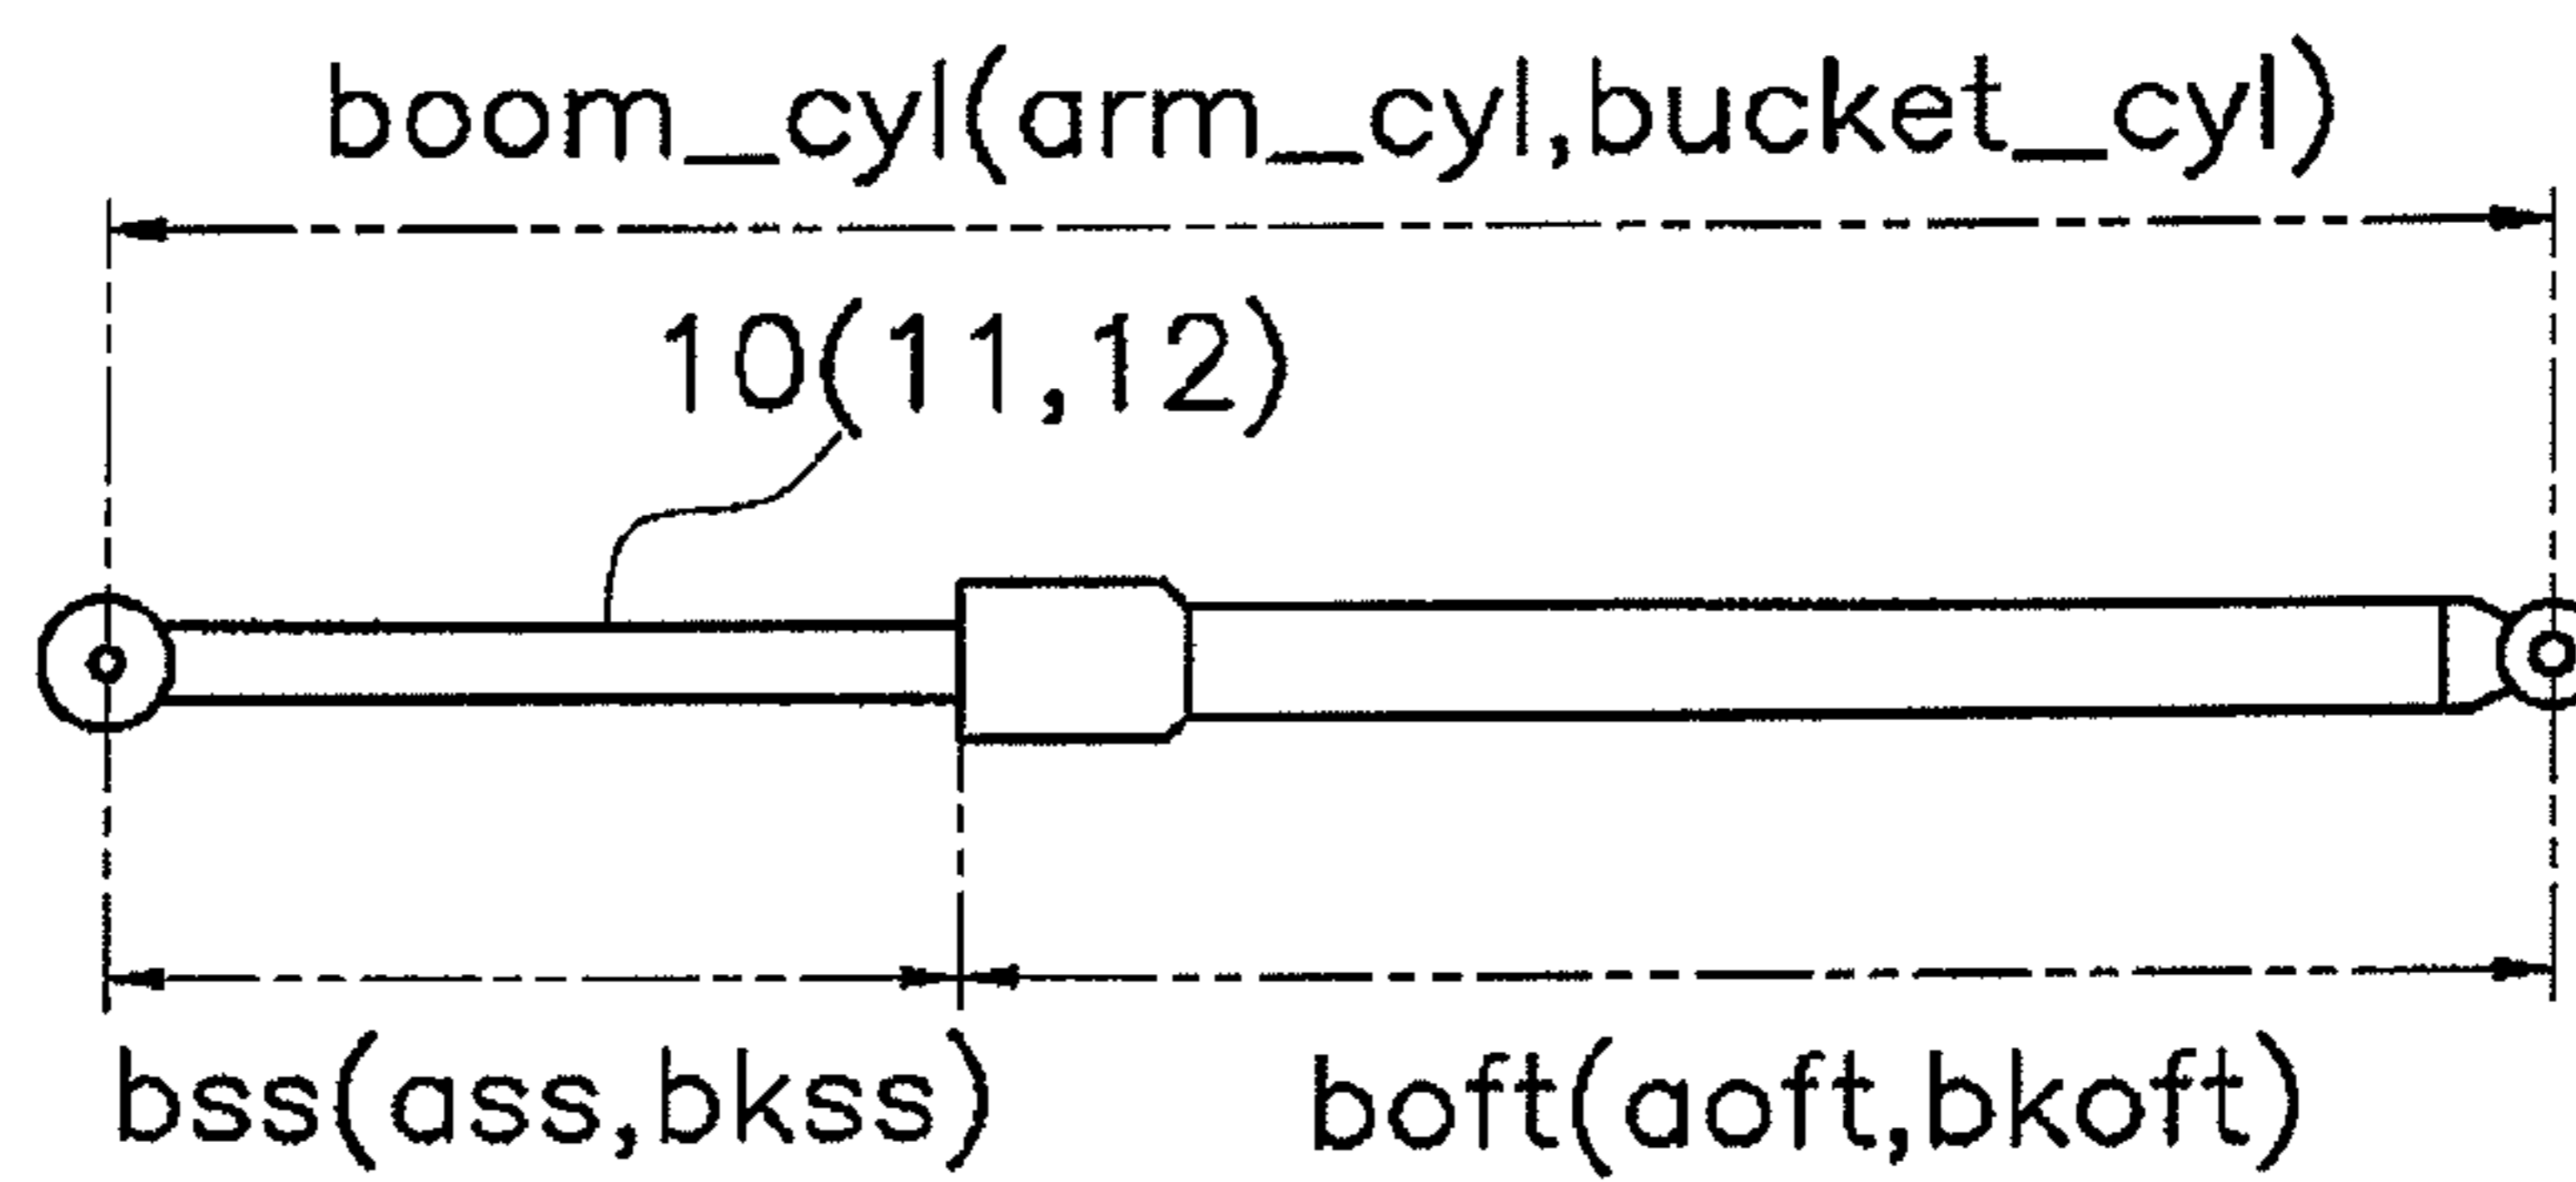 boom_cyl(arm_cyl,bucket_cyl)
10(11,12)
bss(ass,bkss)
boft(aoft,bkoft)